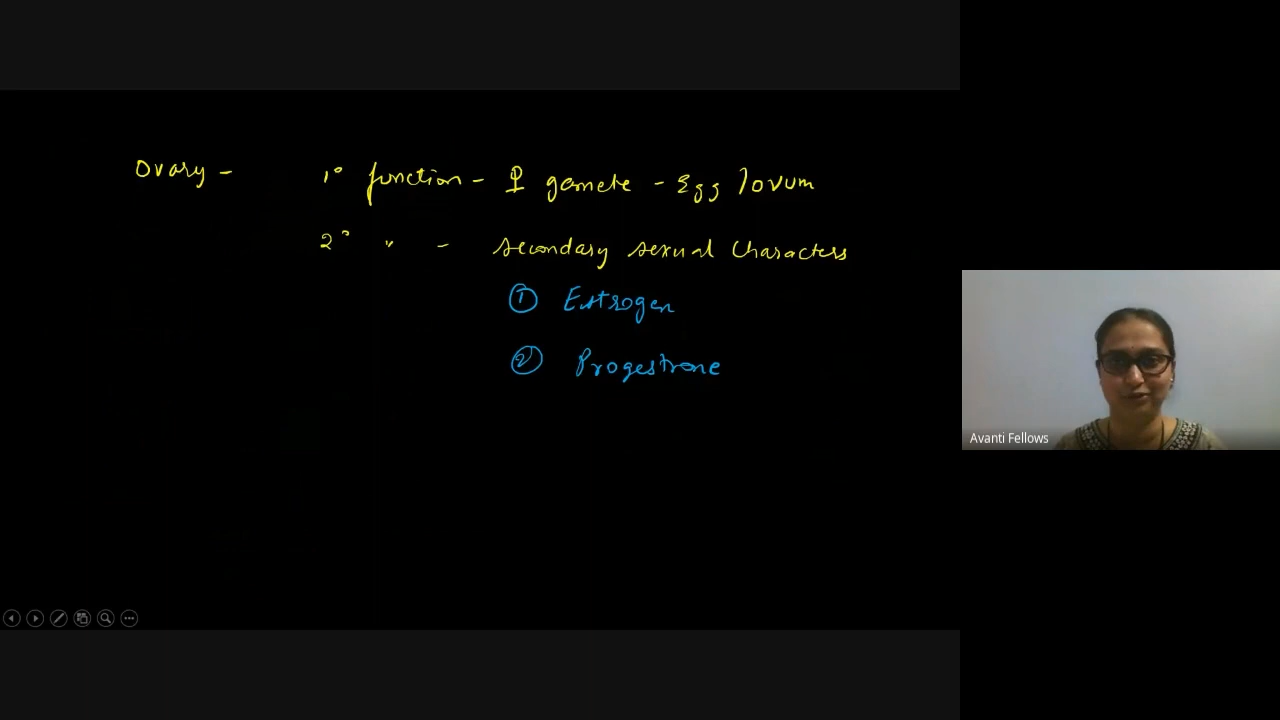 Ovary - 1° function - ♀ gamete - Egg / ovum
2° " - secondary sexual characters
① Estrogen
② Progestrone
Avanti Fellows